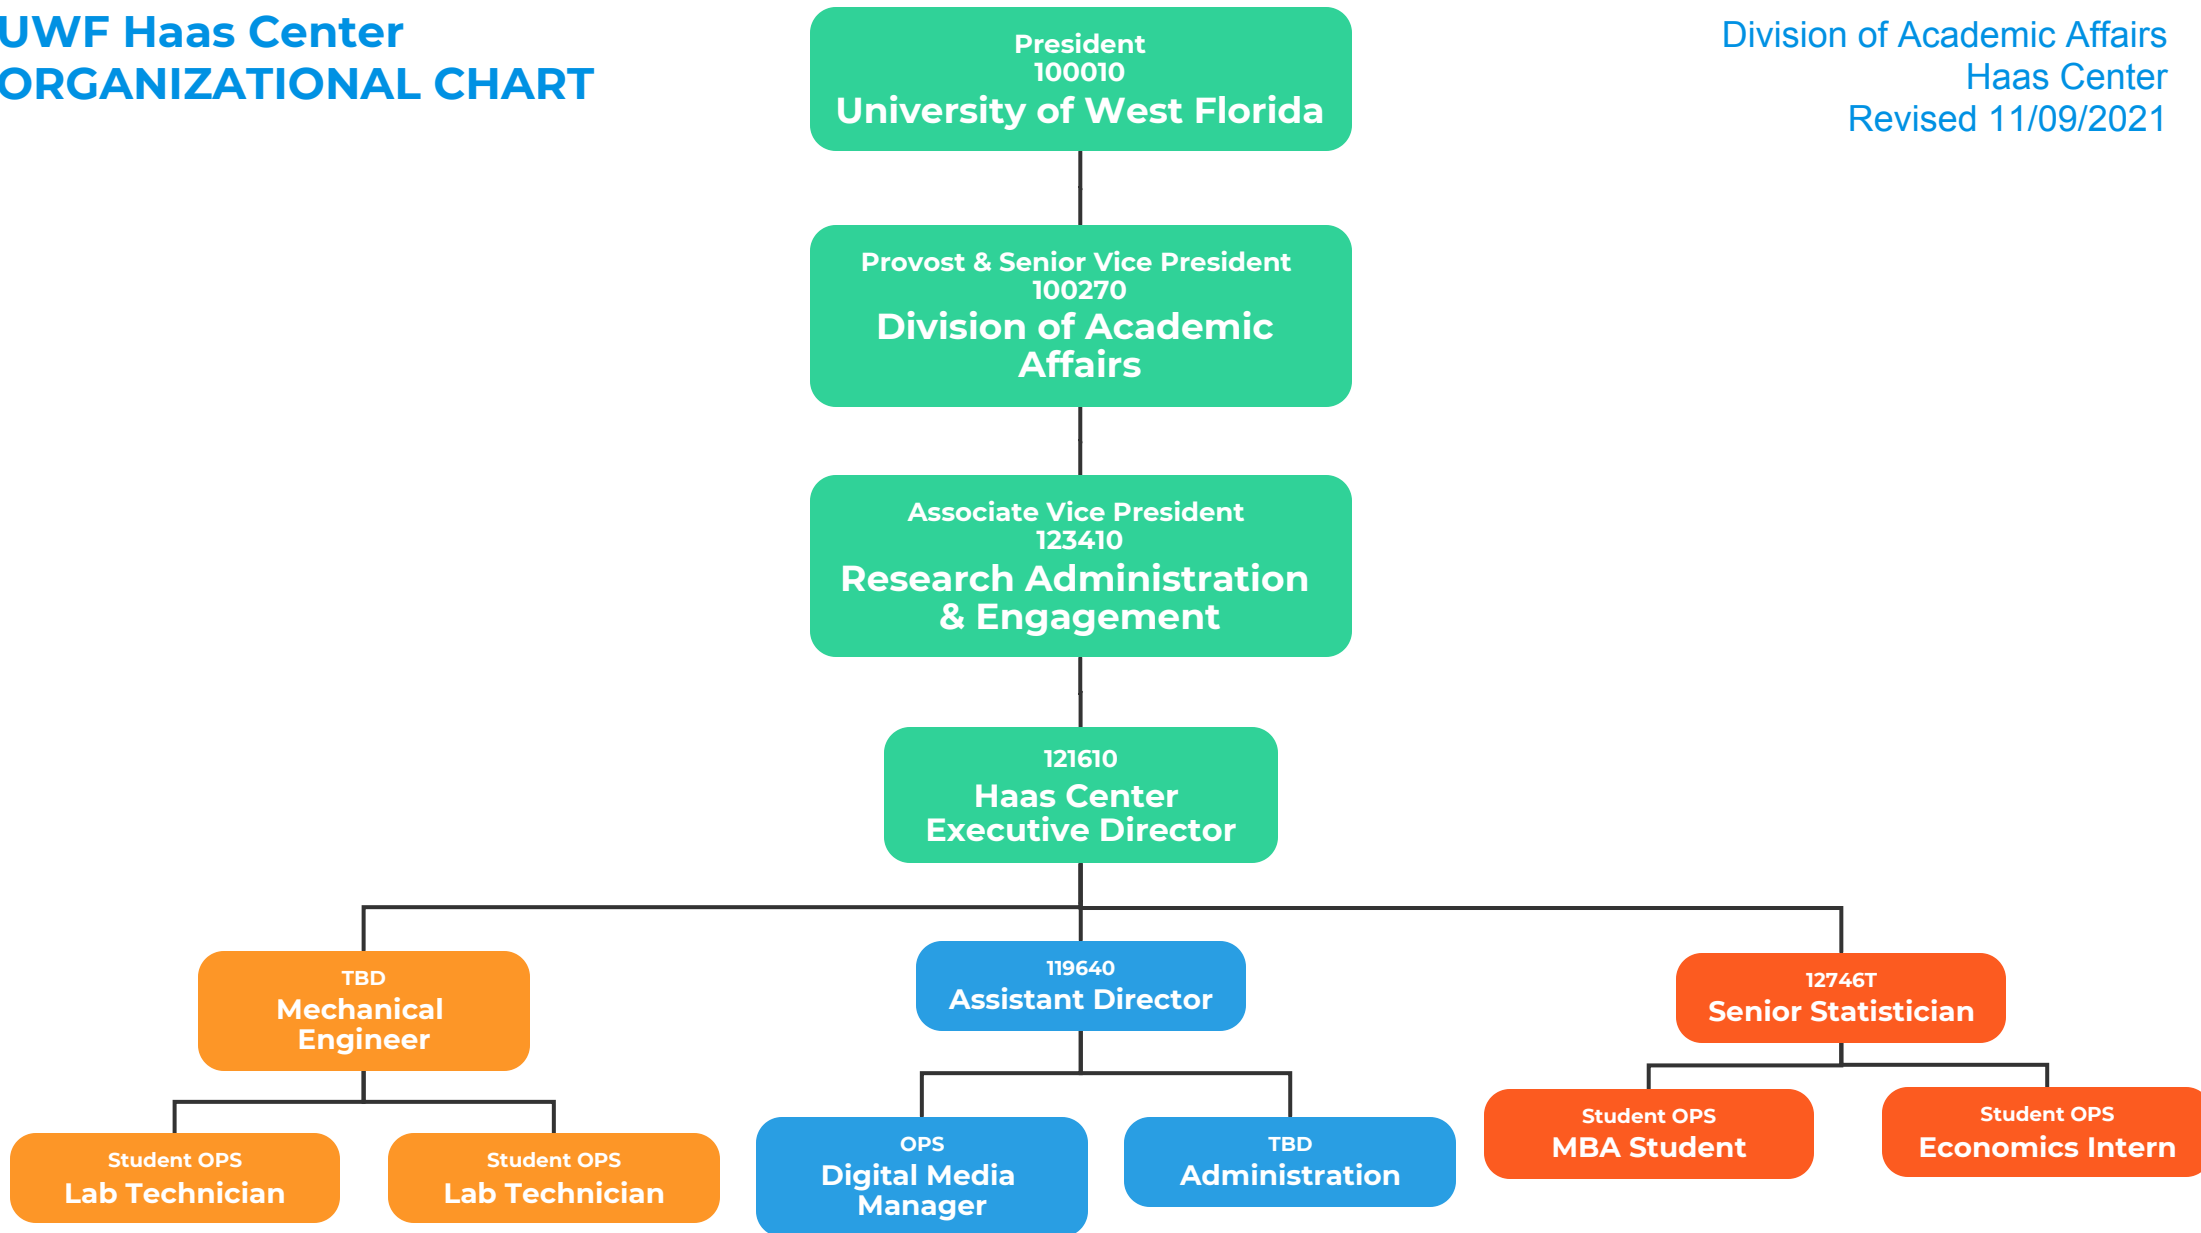 UWF Haas Center
ORGANIZATIONAL CHART
Division of Academic Affairs
Haas Center
Revised 11/09/2021
President
100010
University of West Florida
Provost & Senior Vice President
100270
Division of Academic
Affairs
Associate Vice President
123410
Research Administration
& Engagement
121610
Haas Center
Executive Director
TBD
Mechanical
Engineer
119640
Assistant Director
12746T
Senior Statistician
Student OPS
Lab Technician
Student OPS
Lab Technician
OPS
Digital Media
Manager
TBD
Administration
Student OPS
MBA Student
Student OPS
Economics Intern